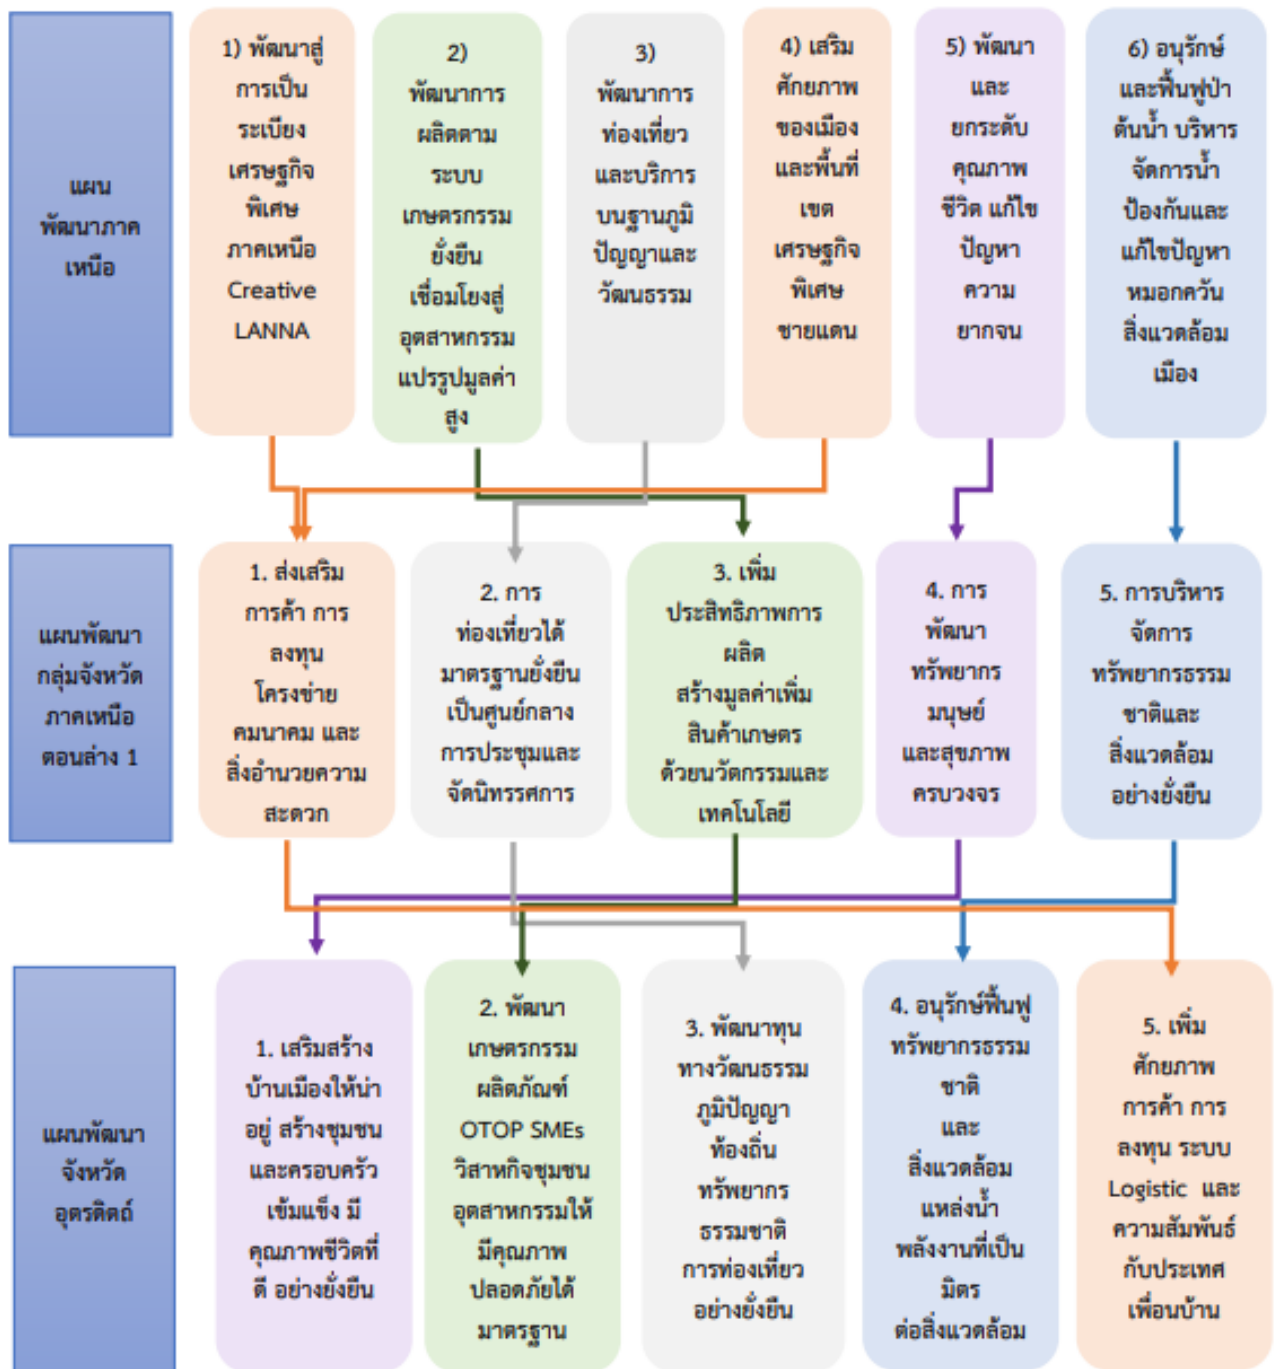 แผน
พัฒนาภาค
เหนือ
1) พัฒนาสู่
การเป็น
ระเบียง
เศรษฐกิจ
พิเศษ
ภาคเหนือ
Creative
LANNA
2)
พัฒนาการ
ผลิตตาม
ระบบ
เกษตรกรรม
ยั่งยืน
เชื่อมโยงสู่
อุตสาหกรรม
แปรรูปมูลค่า
สูง
3)
พัฒนาการ
ท่องเที่ยว
และบริการ
บนฐานภูมิ
ปัญญาและ
วัฒนธรรม
4) เสริม
ศักยภาพ
ของเมือง
และพื้นที่
เขต
เศรษฐกิจ
พิเศษ
ชายแดน
5) พัฒนา
และ
ยกระดับ
คุณภาพ
ชีวิต แก้ไข
ปัญหา
ความ
ยากจน
6) อนุรักษ์
และฟื้นฟูป่า
ต้นน้ำ บริหาร
จัดการน้ำ
ป้องกันและ
แก้ไขปัญหา
หมอกควัน
สิ่งแวดล้อม
เมือง
แผนพัฒนา
กลุ่มจังหวัด
ภาคเหนือ
ตอนล่าง 1
1. ส่งเสริม
การค้า การ
ลงทุน
โครงข่าย
คมนาคม และ
สิ่งอำนวยความ
สะดวก
2. การ
ท่องเที่ยวได้
มาตรฐานยั่งยืน
เป็นศูนย์กลาง
การประชุมและ
จัดนิทรรศการ
3. เพิ่ม
ประสิทธิภาพการ
ผลิต
สร้างมูลค่าเพิ่ม
สินค้าเกษตร
ด้วยนวัตกรรมและ
เทคโนโลยี
4. การ
พัฒนา
ทรัพยากร
มนุษย์
และสุขภาพ
ครบวงจร
5. การบริหาร
จัดการ
ทรัพยากรธรรม
ชาติและ
สิ่งแวดล้อม
อย่างยั่งยืน
แผนพัฒนา
จังหวัด
อุตรดิตถ์
1. เสริมสร้าง
บ้านเมืองให้น่า
อยู่ สร้างชุมชน
และครอบครัว
เข้มแข็ง มี
คุณภาพชีวิตที่
ดี อย่างยั่งยืน
2. พัฒนา
เกษตรกรรม
ผลิตภัณฑ์
OTOP SMEs
วิสาหกิจชุมชน
อุตสาหกรรมให้
มีคุณภาพ
ปลอดภัยได้
มาตรฐาน
3. พัฒนาทุน
ทางวัฒนธรรม
ภูมิปัญญา
ท้องถิ่น
ทรัพยากร
ธรรมชาติ
การท่องเที่ยว
อย่างยั่งยืน
4. อนุรักษ์ฟื้นฟู
ทรัพยากรธรรม
ชาติ
และ
สิ่งแวดล้อม
แหล่งน้ำ
พลังงานที่เป็น
มิตร
ต่อสิ่งแวดล้อม
5. เพิ่ม
ศักยภาพ
การค้า การ
ลงทุน ระบบ
Logistic และ
ความสัมพันธ์
กับประเทศ
เพื่อนบ้าน